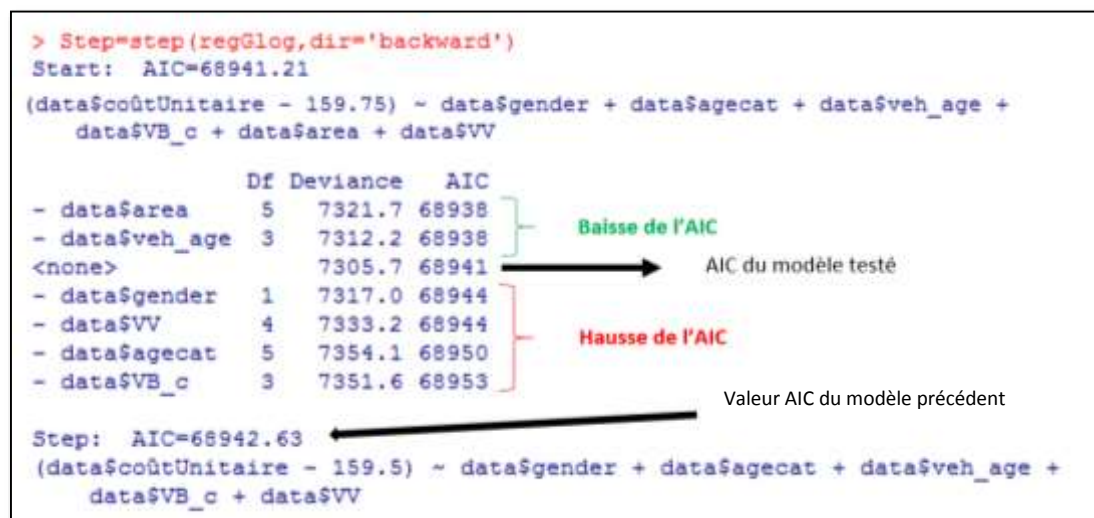 > Step=step(regGlog,dir='backward')
Start:  AIC=68941.21
(data$coûtUnitaire - 159.75) ~ data$gender + data$agecat + data$veh_age +
    data$VB_c + data$area + data$VV
Df Deviance   AIC
- data$area     5   7321.7 68938
Baisse de l'AIC
- data$veh_age  3   7312.2 68938
<none>            7305.7 68941
AIC du modèle testé
- data$gender   1   7317.0 68944
- data$VV       4   7333.2 68944
Hausse de l'AIC
- data$agecat   5   7354.1 68950
- data$VB_c     3   7351.6 68953
Valeur AIC du modèle précédent
Step:  AIC=68942.63
(data$coûtUnitaire - 159.5) ~ data$gender + data$agecat + data$veh_age +
    data$VB_c + data$VV